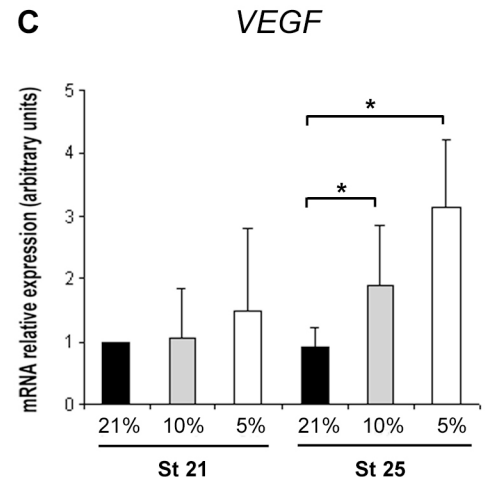 C
VEGF
mRNA relative expression (arbitrary units)
5
4
3
2
1
0
*
*
21% 10% 5% 21% 10% 5%
St 21 St 25